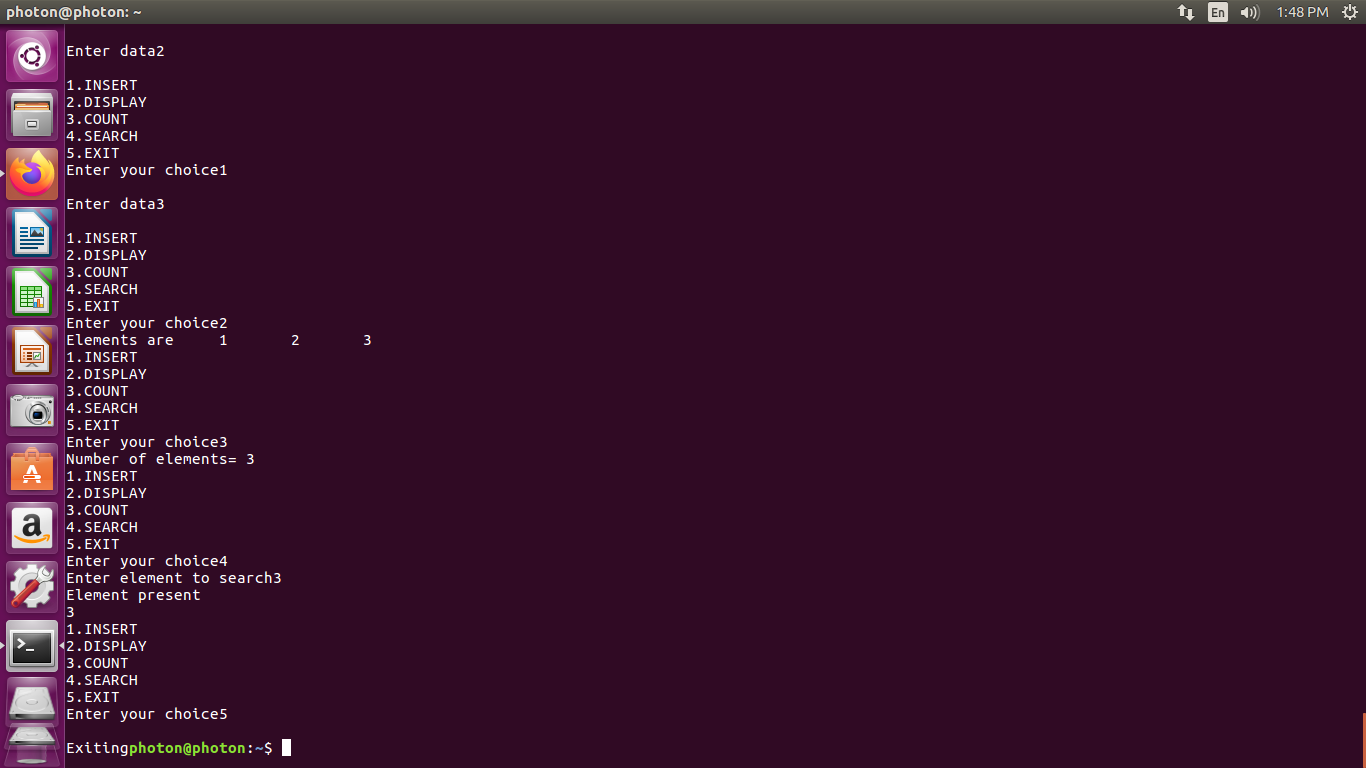 photon@photon: ~
En
1:48 PM
Enter data2
1.INSERT
2.DISPLAY
3.COUNT
4.SEARCH
5.EXIT
Enter your choice1
Enter data3
1.INSERT
2.DISPLAY
3.COUNT
4.SEARCH
5.EXIT
Enter your choice2
Elements are 1 2 3
1.INSERT
2.DISPLAY
3.COUNT
4.SEARCH
5.EXIT
Enter your choice3
Number of elements= 3
1.INSERT
2.DISPLAY
3.COUNT
4.SEARCH
5.EXIT
Enter your choice4
Enter element to search3
Element present
3
1.INSERT
2.DISPLAY
3.COUNT
4.SEARCH
5.EXIT
Enter your choice5
Exitingphoton@photon:~$